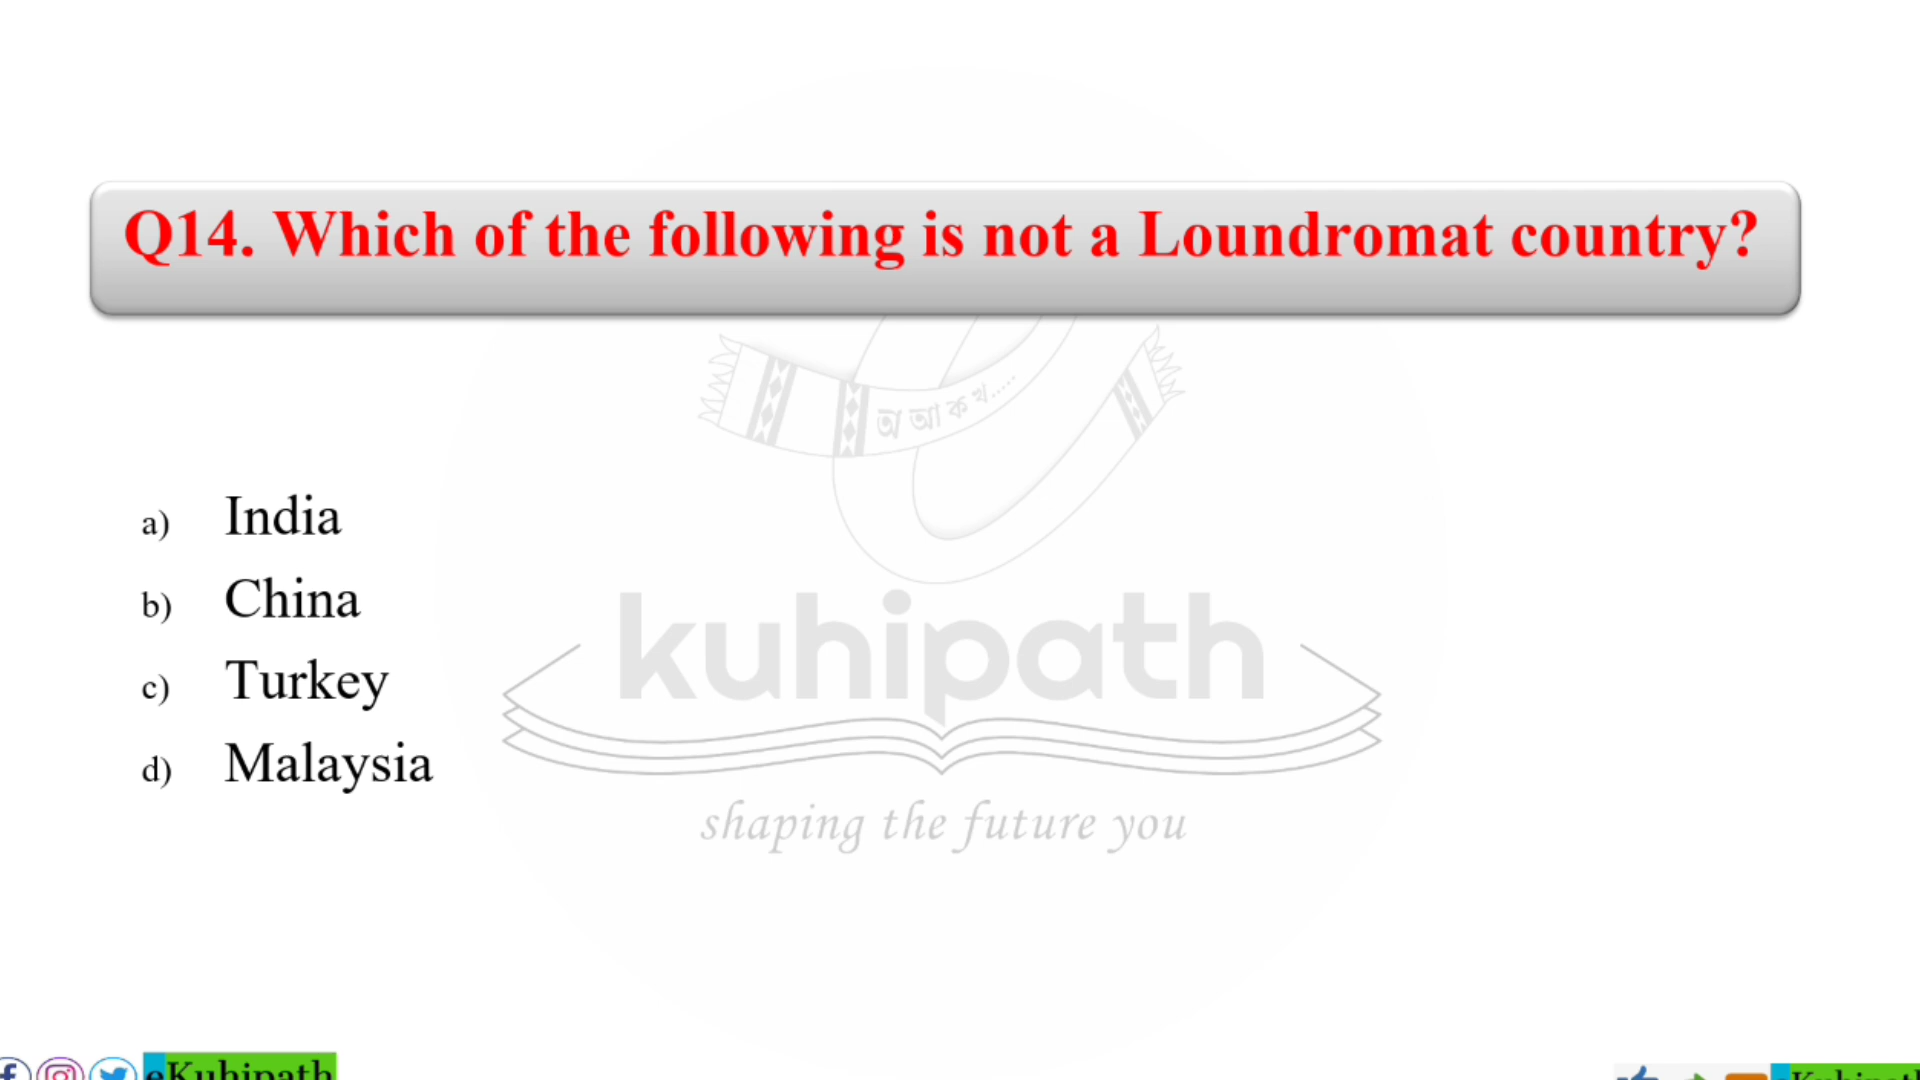 Q14. Which of the following is not a Loundromat country?
অ আ ক খ.....
a) India
b) China
c) Turkey
d) Malaysia
kuhipath
shaping the future you
eKuhipath